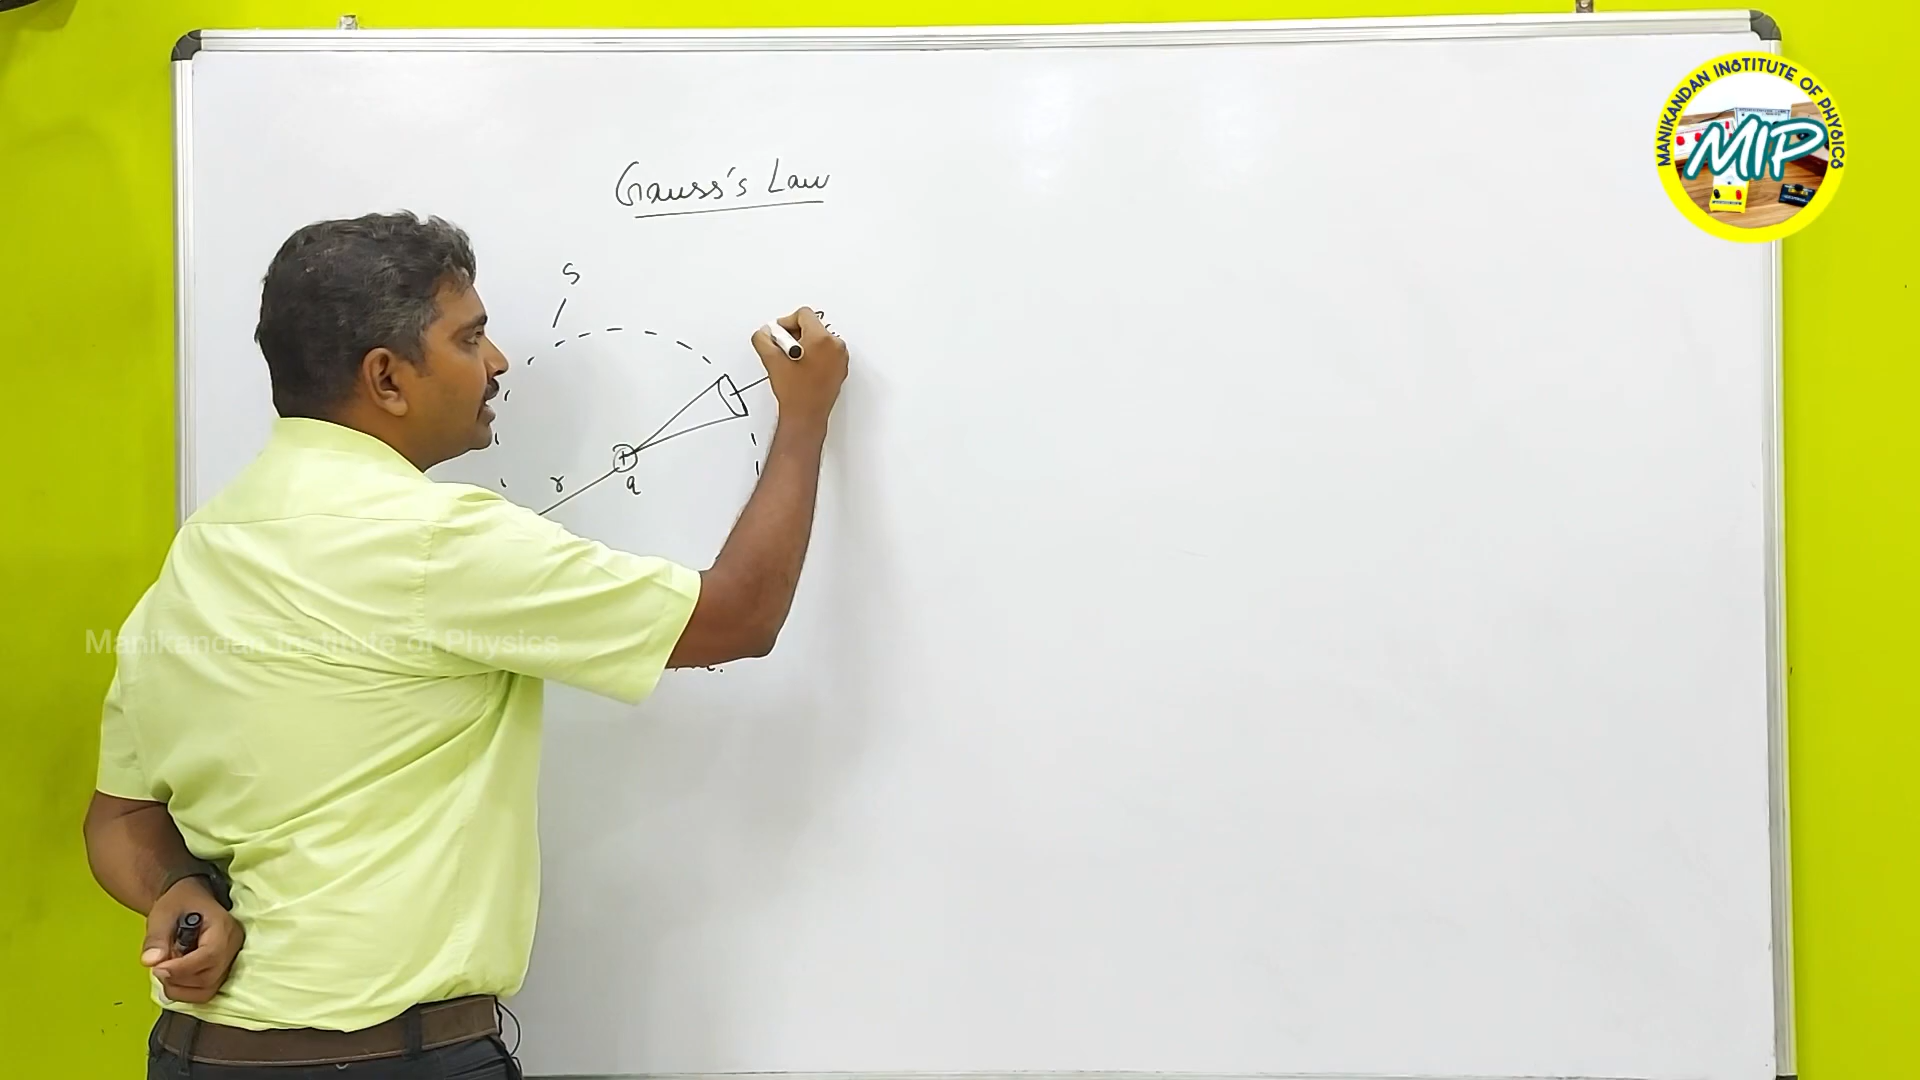 MANIKANDAN INSTITUTE OF PHYSICS
MIP
Gauss's Law
S
r
q
Manikandan Institute of Physics